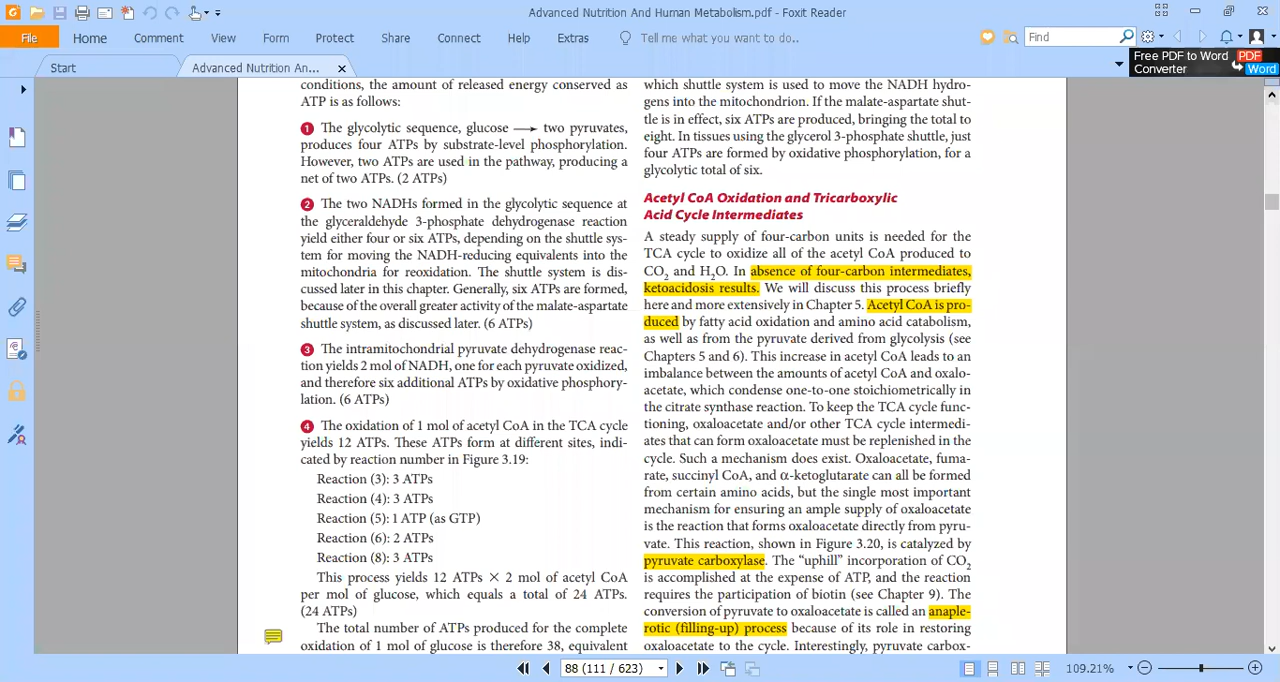 Advanced Nutrition And Human Metabolism.pdf - Foxit Reader
File Home Comment View Form Protect Share Connect Help Extras Tell me what you want to do.. Find
Start Advanced Nutrition An... Free PDF to Word Converter PDF Word
conditions, the amount of released energy conserved as
ATP is as follows:
1 The glycolytic sequence, glucose → two pyruvates,
produces four ATPs by substrate-level phosphorylation.
However, two ATPs are used in the pathway, producing a
net of two ATPs. (2 ATPs)
2 The two NADHs formed in the glycolytic sequence at
the glyceraldehyde 3-phosphate dehydrogenase reaction
yield either four or six ATPs, depending on the shuttle sys-
tem for moving the NADH-reducing equivalents into the
mitochondria for reoxidation. The shuttle system is dis-
cussed later in this chapter. Generally, six ATPs are formed,
because of the overall greater activity of the malate-aspartate
shuttle system, as discussed later. (6 ATPs)
3 The intramitochondrial pyruvate dehydrogenase reac-
tion yields 2 mol of NADH, one for each pyruvate oxidized,
and therefore six additional ATPs by oxidative phosphory-
lation. (6 ATPs)
4 The oxidation of 1 mol of acetyl CoA in the TCA cycle
yields 12 ATPs. These ATPs form at different sites, indi-
cated by reaction number in Figure 3.19:
Reaction (3): 3 ATPs
Reaction (4): 3 ATPs
Reaction (5): 1 ATP (as GTP)
Reaction (6): 2 ATPs
Reaction (8): 3 ATPs
This process yields 12 ATPs × 2 mol of acetyl CoA
per mol of glucose, which equals a total of 24 ATPs.
(24 ATPs)
The total number of ATPs produced for the complete
oxidation of 1 mol of glucose is therefore 38, equivalent
which shuttle system is used to move the NADH hydro-
gens into the mitochondrion. If the malate-aspartate shut-
tle is in effect, six ATPs are produced, bringing the total to
eight. In tissues using the glycerol 3-phosphate shuttle, just
four ATPs are formed by oxidative phosphorylation, for a
glycolytic total of six.
Acetyl CoA Oxidation and Tricarboxylic
Acid Cycle Intermediates
A steady supply of four-carbon units is needed for the
TCA cycle to oxidize all of the acetyl CoA produced to
CO₂ and H₂O. In absence of four-carbon intermediates,
ketoacidosis results. We will discuss this process briefly
here and more extensively in Chapter 5. Acetyl CoA is pro-
duced by fatty acid oxidation and amino acid catabolism,
as well as from the pyruvate derived from glycolysis (see
Chapters 5 and 6). This increase in acetyl CoA leads to an
imbalance between the amounts of acetyl CoA and oxalo-
acetate, which condense one-to-one stoichiometrically in
the citrate synthase reaction. To keep the TCA cycle func-
tioning, oxaloacetate and/or other TCA cycle intermedi-
ates that can form oxaloacetate must be replenished in the
cycle. Such a mechanism does exist. Oxaloacetate, fuma-
rate, succinyl CoA, and α-ketoglutarate can all be formed
from certain amino acids, but the single most important
mechanism for ensuring an ample supply of oxaloacetate
is the reaction that forms oxaloacetate directly from pyru-
vate. This reaction, shown in Figure 3.20, is catalyzed by
pyruvate carboxylase. The “uphill” incorporation of CO₂
is accomplished at the expense of ATP, and the reaction
requires the participation of biotin (see Chapter 9). The
conversion of pyruvate to oxaloacetate is called an anaple-
rotic (filling-up) process because of its role in restoring
oxaloacetate to the cycle. Interestingly, pyruvate carbox-
88 (111 / 623) 109.21%